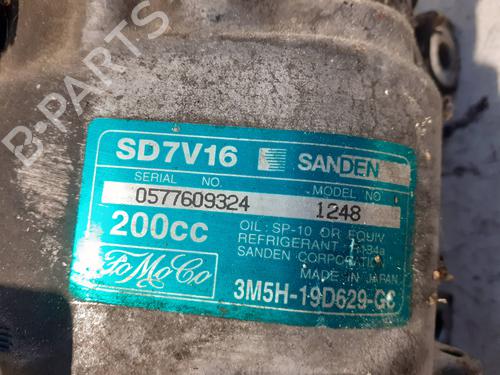 SD7V16 SANDEN
SERIAL NO. MODEL NO
0577609324 1248
200cc
OIL: SP-10 OR EQUIV
REFRIGERANT
SANDEN CORPORATION
MADE IN JAPAN
FoMoCo
3M5H-19D629-GC
B-PARTS